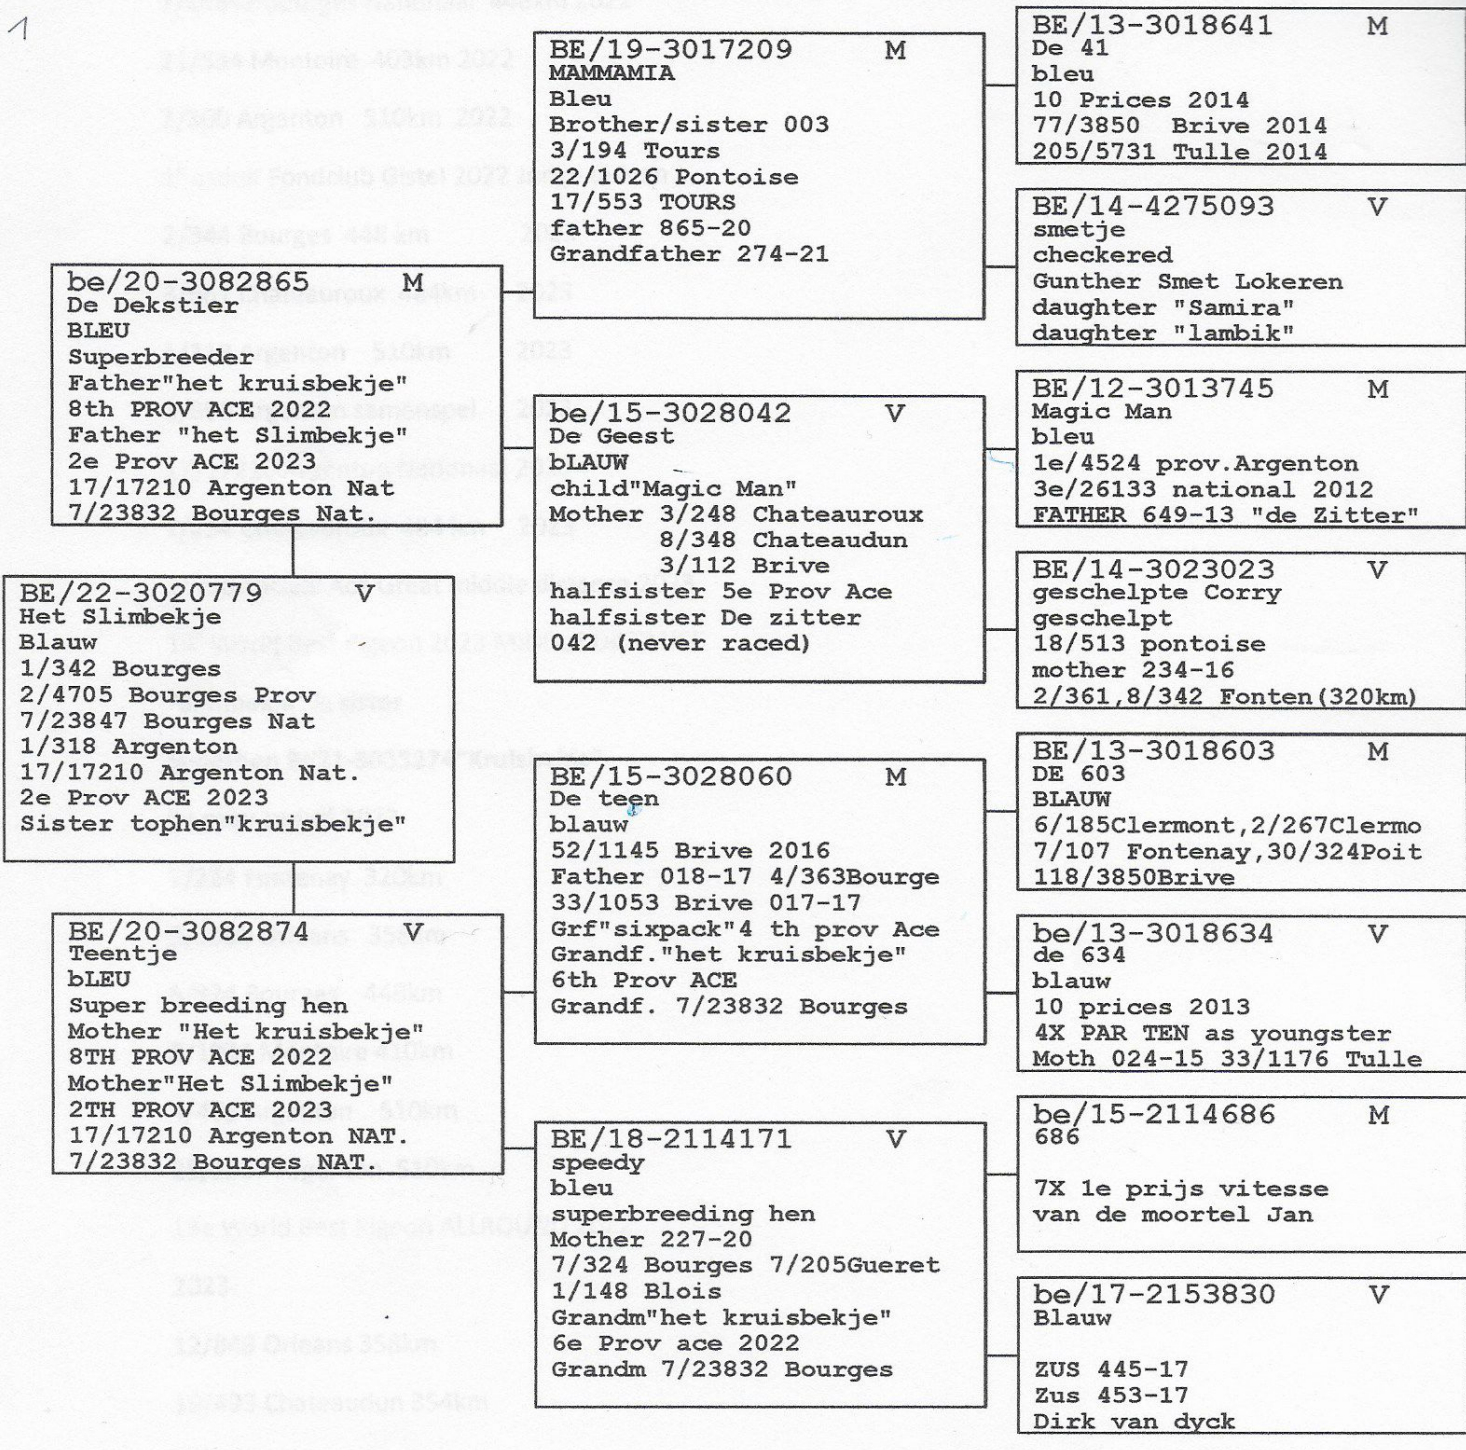 1
BE/19-3017209 M
MAMMAMIA
Bleu
Brother/sister 003
3/194 Tours
22/1026 Pontoise
17/553 TOURS
father 865-20
Grandfather 274-21
BE/13-3018641 M
De 41
bleu
10 Prices 2014
77/3850 Brive 2014
205/5731 Tulle 2014
BE/14-4275093 V
smetje
checkered
Gunther Smet Lokeren
daughter "Samira"
daughter "lambik"
be/20-3082865 M
De Dekstier
BLEU
Superbreeder
Father"het kruisbekje"
8th PROV ACE 2022
Father "het Slimbekje"
2e Prov ACE 2023
17/17210 Argenton Nat
7/23832 Bourges Nat.
be/15-3028042 V
De Geest
bLAUW
child"Magic Man"
Mother 3/248 Chateauroux
8/348 Chateaudun
3/112 Brive
halfsister 5e Prov Ace
halfsister De zitter
042 (never raced)
BE/12-3013745 M
Magic Man
bleu
1e/4524 prov.Argenton
3e/26133 national 2012
FATHER 649-13 "de Zitter"
BE/14-3023023 V
geschelpte Corry
geschelpt
18/513 pontoise
mother 234-16
2/361,8/342 Fonten(320km)
BE/22-3020779 V
Het Slimbekje
Blauw
1/342 Bourges
2/4705 Bourges Prov
7/23847 Bourges Nat
1/318 Argenton
17/17210 Argenton Nat.
2e Prov ACE 2023
Sister tophen"kruisbekje"
BE/15-3028060 M
De teen
blauw
52/1145 Brive 2016
Father 018-17 4/363Bourge
33/1053 Brive 017-17
Grf"sixpack"4 th prov Ace
Grandf."het kruisbekje"
6th Prov ACE
Grandf. 7/23832 Bourges
BE/13-3018603 M
DE 603
BLAUW
6/185Clermont,2/267Clermo
7/107 Fontenay,30/324Poit
118/3850Brive
be/13-3018634 V
de 634
blauw
10 prices 2013
4X PAR TEN as youngster
Moth 024-15 33/1176 Tulle
BE/20-3082874 V
Teentje
bLEU
Super breeding hen
Mother "Het kruisbekje"
8TH PROV ACE 2022
Mother"Het Slimbekje"
2TH PROV ACE 2023
17/17210 Argenton NAT.
7/23832 Bourges NAT.
BE/18-2114171 V
speedy
bleu
superbreeding hen
Mother 227-20
7/324 Bourges 7/205Gueret
1/148 Blois
Grandm"het kruisbekje"
6e Prov ace 2022
Grandm 7/23832 Bourges
be/15-2114686 M
686
7X 1e prijs vitesse
van de moortel Jan
be/17-2153830 V
Blauw
ZUS 445-17
Zus 453-17
Dirk van dyck